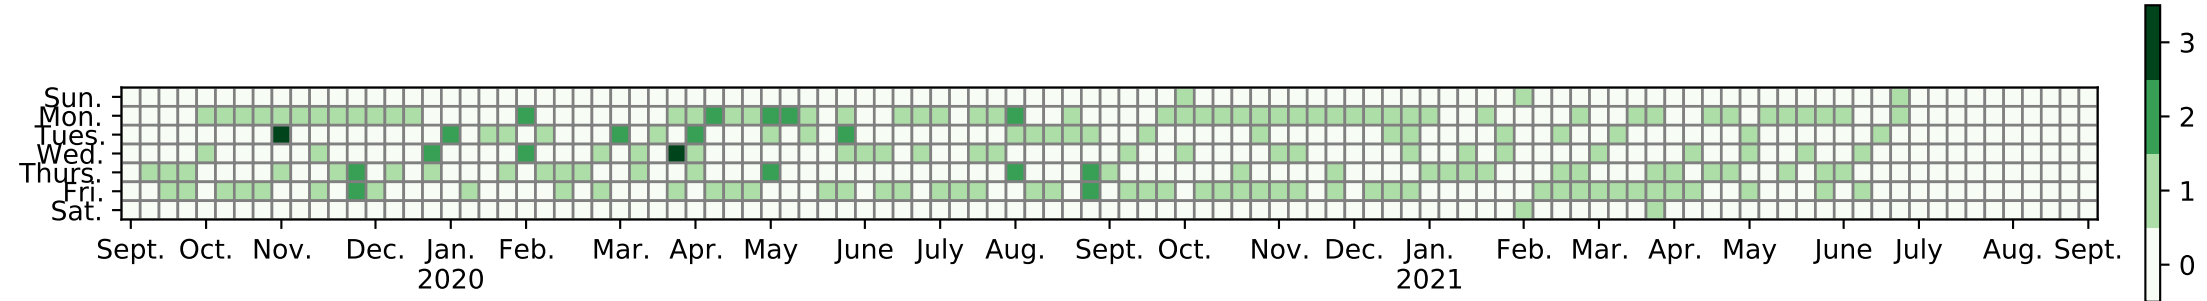 Sun.
Mon.
Tues.
Wed.
Thurs.
Fri.
Sat.
Sept. Oct. Nov. Dec. Jan. Feb. Mar. Apr. May June July Aug. Sept. Oct. Nov. Dec. Jan. Feb. Mar. Apr. May June July Aug. Sept.
2020 2021
3
2
1
0